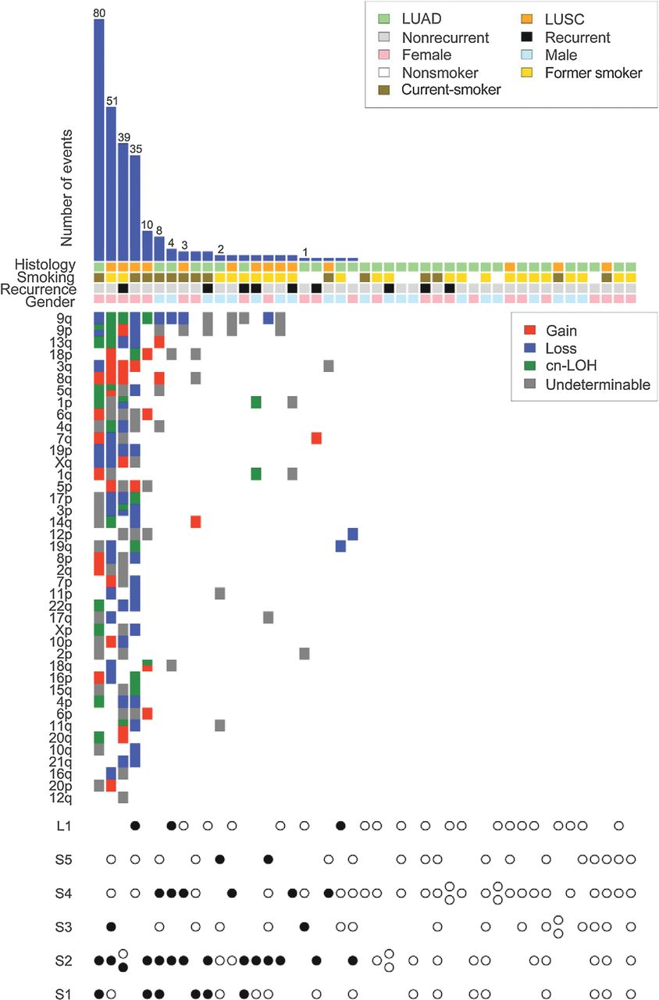 80
51
39
35
10
8
4
3
2
1
Number of events
LUAD
LUSC
Nonrecurrent
Recurrent
Female
Male
Nonsmoker
Former smoker
Current-smoker
Histology
Smoking
Recurrence
Gender
Gain
Loss
cn-LOH
Undeterminable
9q
9p
13q
18p
3q
8q
5q
1p
6q
4q
7q
19p
Xq
1q
5p
17p
3p
14q
12p
19q
8p
2q
7p
11p
22q
17q
Xp
10p
2p
18q
16p
15q
4p
6p
11q
20q
10q
21q
16q
20p
12q
L1
S5
S4
S3
S2
S1